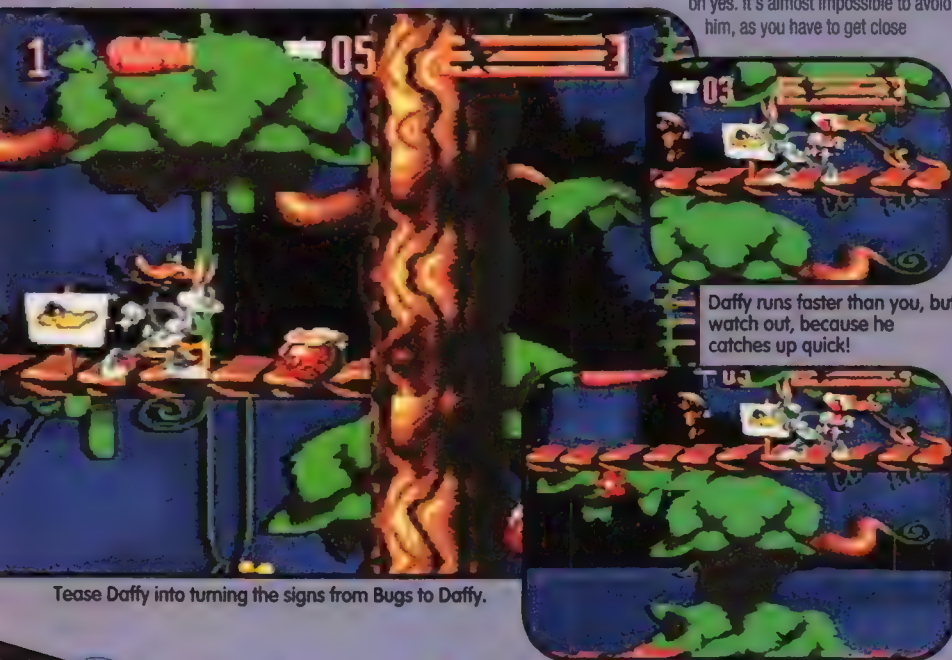 oh yes. It's almost impossible to avoid
him, as you have to get close
1
05
03
Daffy runs faster than you, but
watch out, because he
catches up quick!
03
Tease Daffy into turning the signs from Bugs to Daffy.